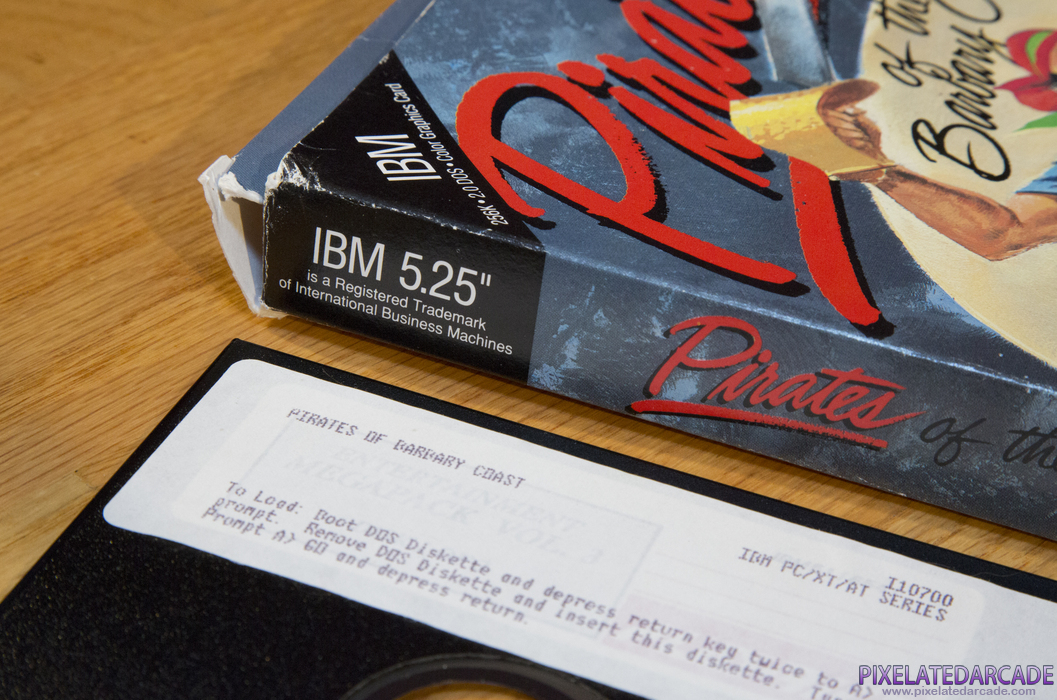 Pira
of the
Barbary C
IBM
256K • 2.0 DOS • Color Graphics Card
IBM 5.25"
is a Registered Trademark
of International Business Machines
Pirates of th
PIRATES OF BARBARY COAST
ENTERTAINMENT
MEGAPACK VOL. 3
I10700
IBM PC/XT/AT SERIES
To Load: Boot DOS Diskette and depress return key twice to A>
prompt. Remove DOS Diskette and insert this diskette.
Prompt A> GO and depress return.
PIXELATEDARCADE
www.pixelatedarcade.com